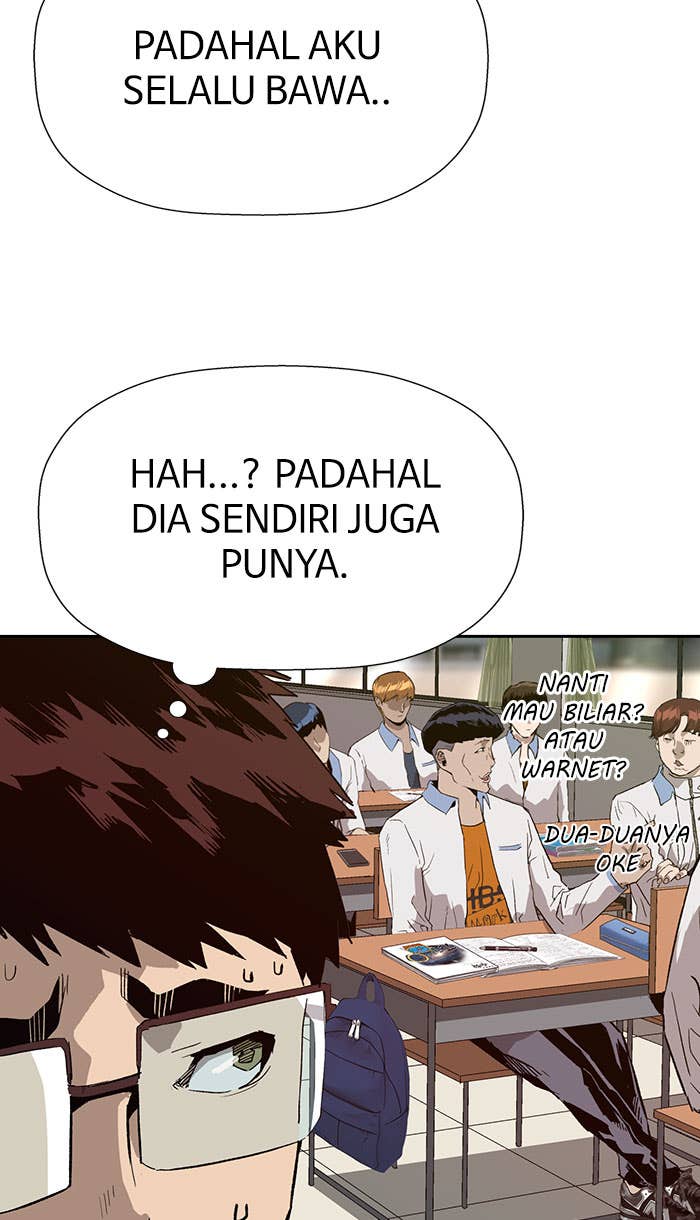 PADAHAL AKU
SELALU BAWA..
HAH...? PADAHAL
DIA SENDIRI JUGA
PUNYA.
NANTI
MAU BILIAR?
ATAU
WARNET?
DUA-DUANYA
OKE